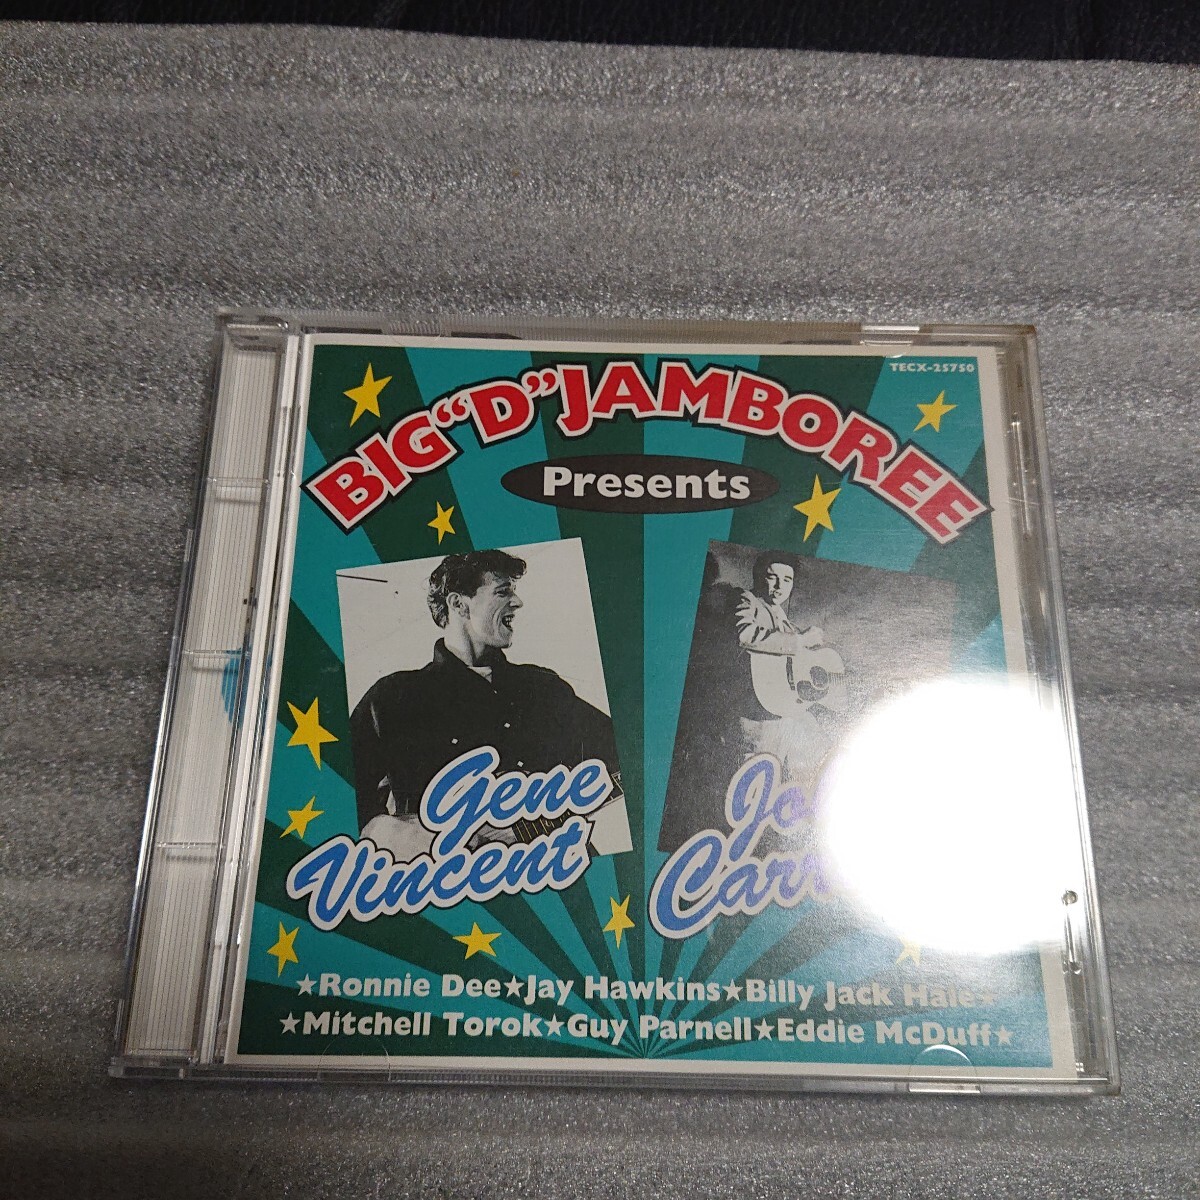 TECX-25750
BIG“D”JAMBOREE
Presents
Gene
Vincent
★Ronnie Dee★Jay Hawkins★Billy Jack Hale★
★Mitchell Torok★Guy Parnell★Eddie McDuff★